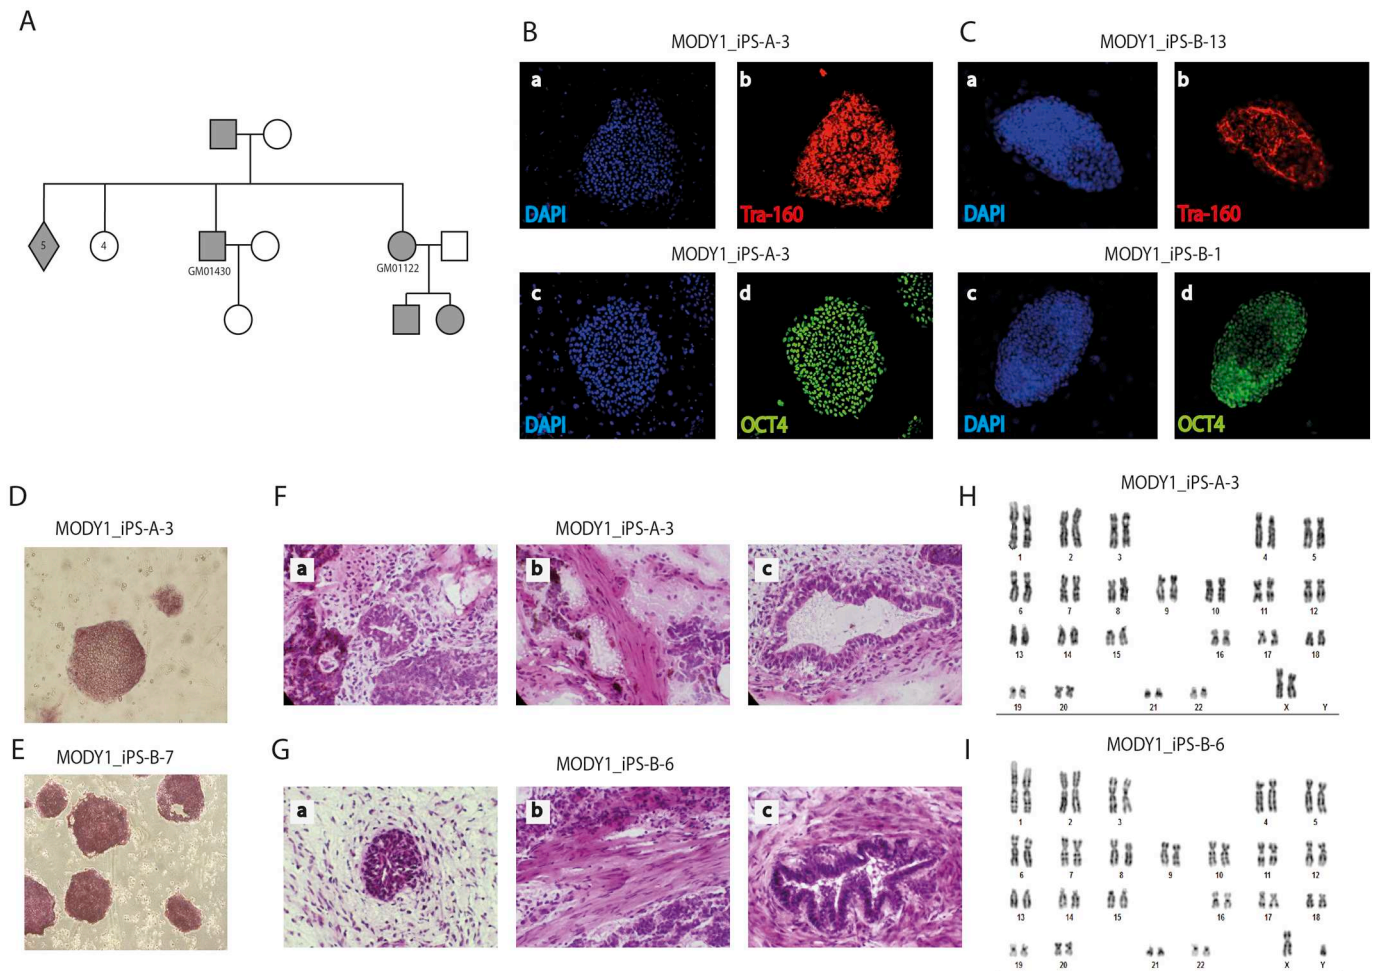 A
5
4
GM01430
GM01122
B
MODY1_iPS-A-3
a
DAPI
b
Tra-160
MODY1_iPS-A-3
c
DAPI
d
OCT4
C
MODY1_iPS-B-13
a
DAPI
b
Tra-160
MODY1_iPS-B-1
c
DAPI
d
OCT4
D
MODY1_iPS-A-3
E
MODY1_iPS-B-7
F
MODY1_iPS-A-3
a
b
c
G
MODY1_iPS-B-6
a
b
c
H
MODY1_iPS-A-3
1 2 3 4 5
6 7 8 9 10 11 12
13 14 15 16 17 18
19 20 21 22 X Y
I
MODY1_iPS-B-6
1 2 3 4 5
6 7 8 9 10 11 12
13 14 15 16 17 18
19 20 21 22 X Y